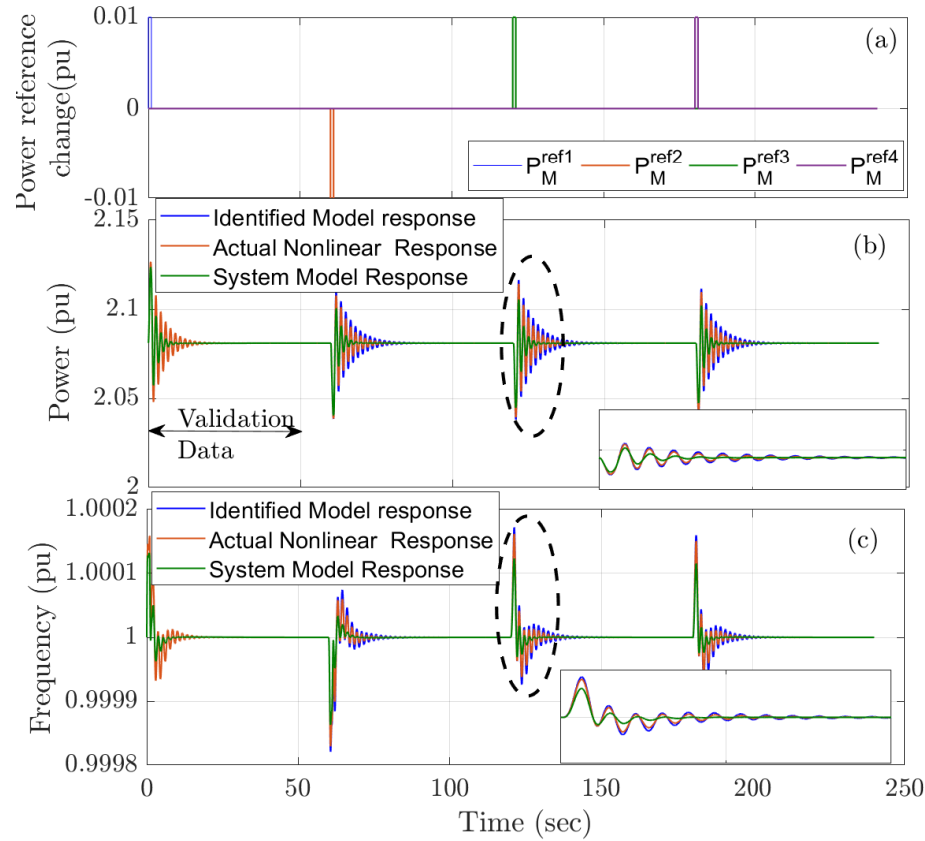 0.01
0
-0.01
Power reference
change(pu)
(a)
P_M^ref1 P_M^ref2 P_M^ref3 P_M^ref4
2.15
2.1
2.05
2
Power (pu)
Identified Model response
Actual Nonlinear Response
System Model Response
(b)
Validation
Data
1.0002
1.0001
1
0.9999
0.9998
Frequency (pu)
Identified Model response
Actual Nonlinear Response
System Model Response
(c)
0 50 100 150 200 250
Time (sec)